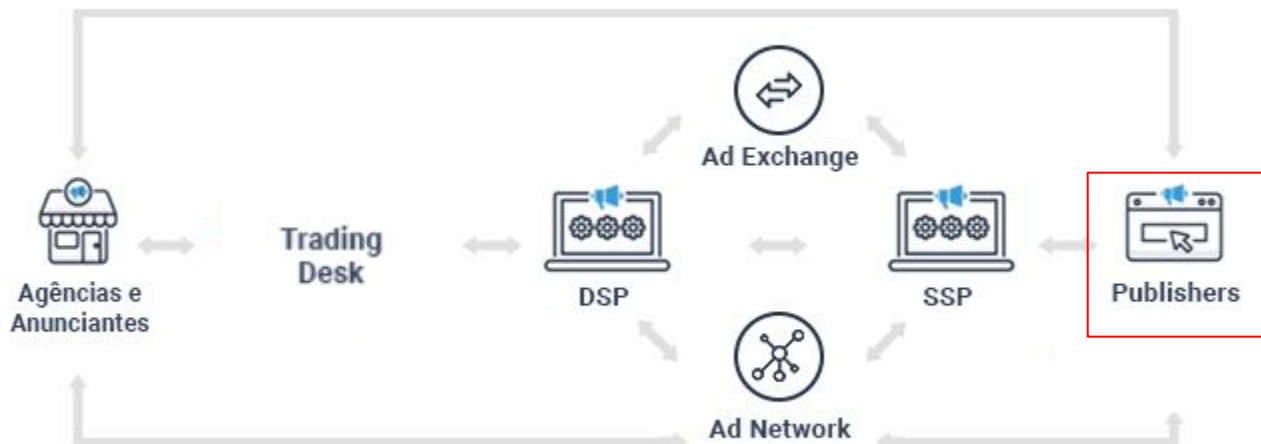 Ad Exchange
Agências e
Anunciantes
Trading
Desk
DSP
SSP
Publishers
Ad Network